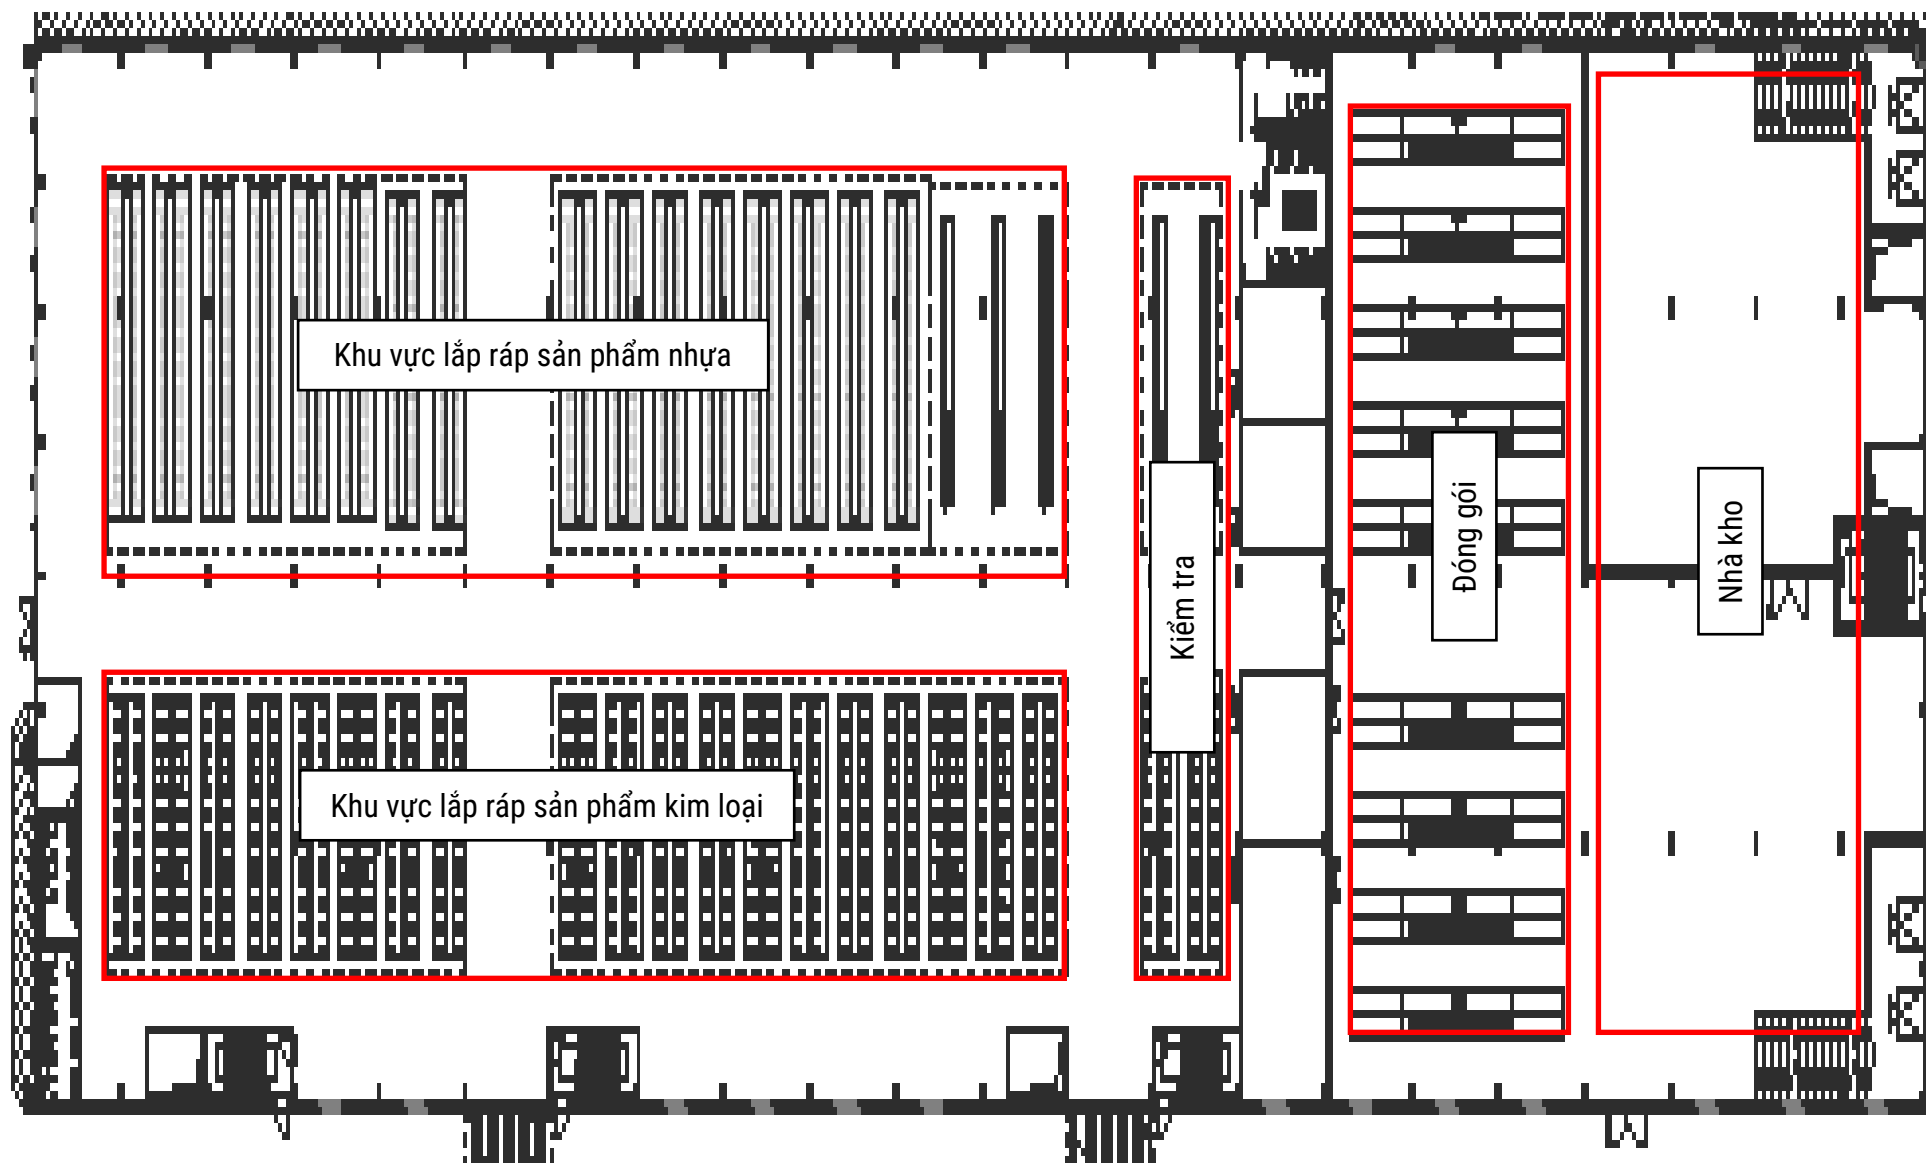 Khu vực lắp ráp sản phẩm nhựa
Khu vực lắp ráp sản phẩm kim loại
Kiểm tra
Đóng gói
Nhà kho